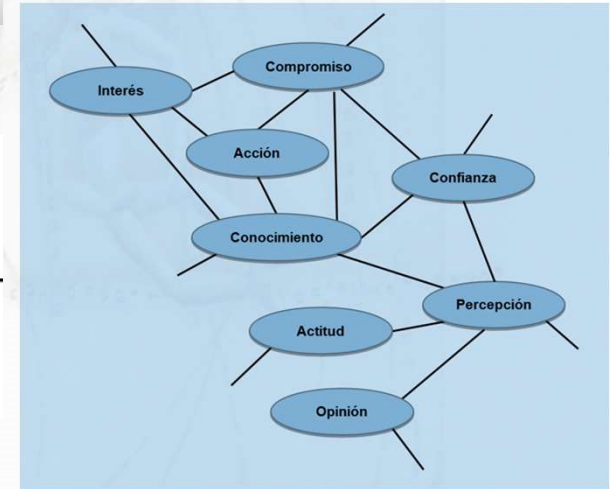 Compromiso
Interés
Acción
Confianza
Conocimiento
Percepción
Actitud
Opinión